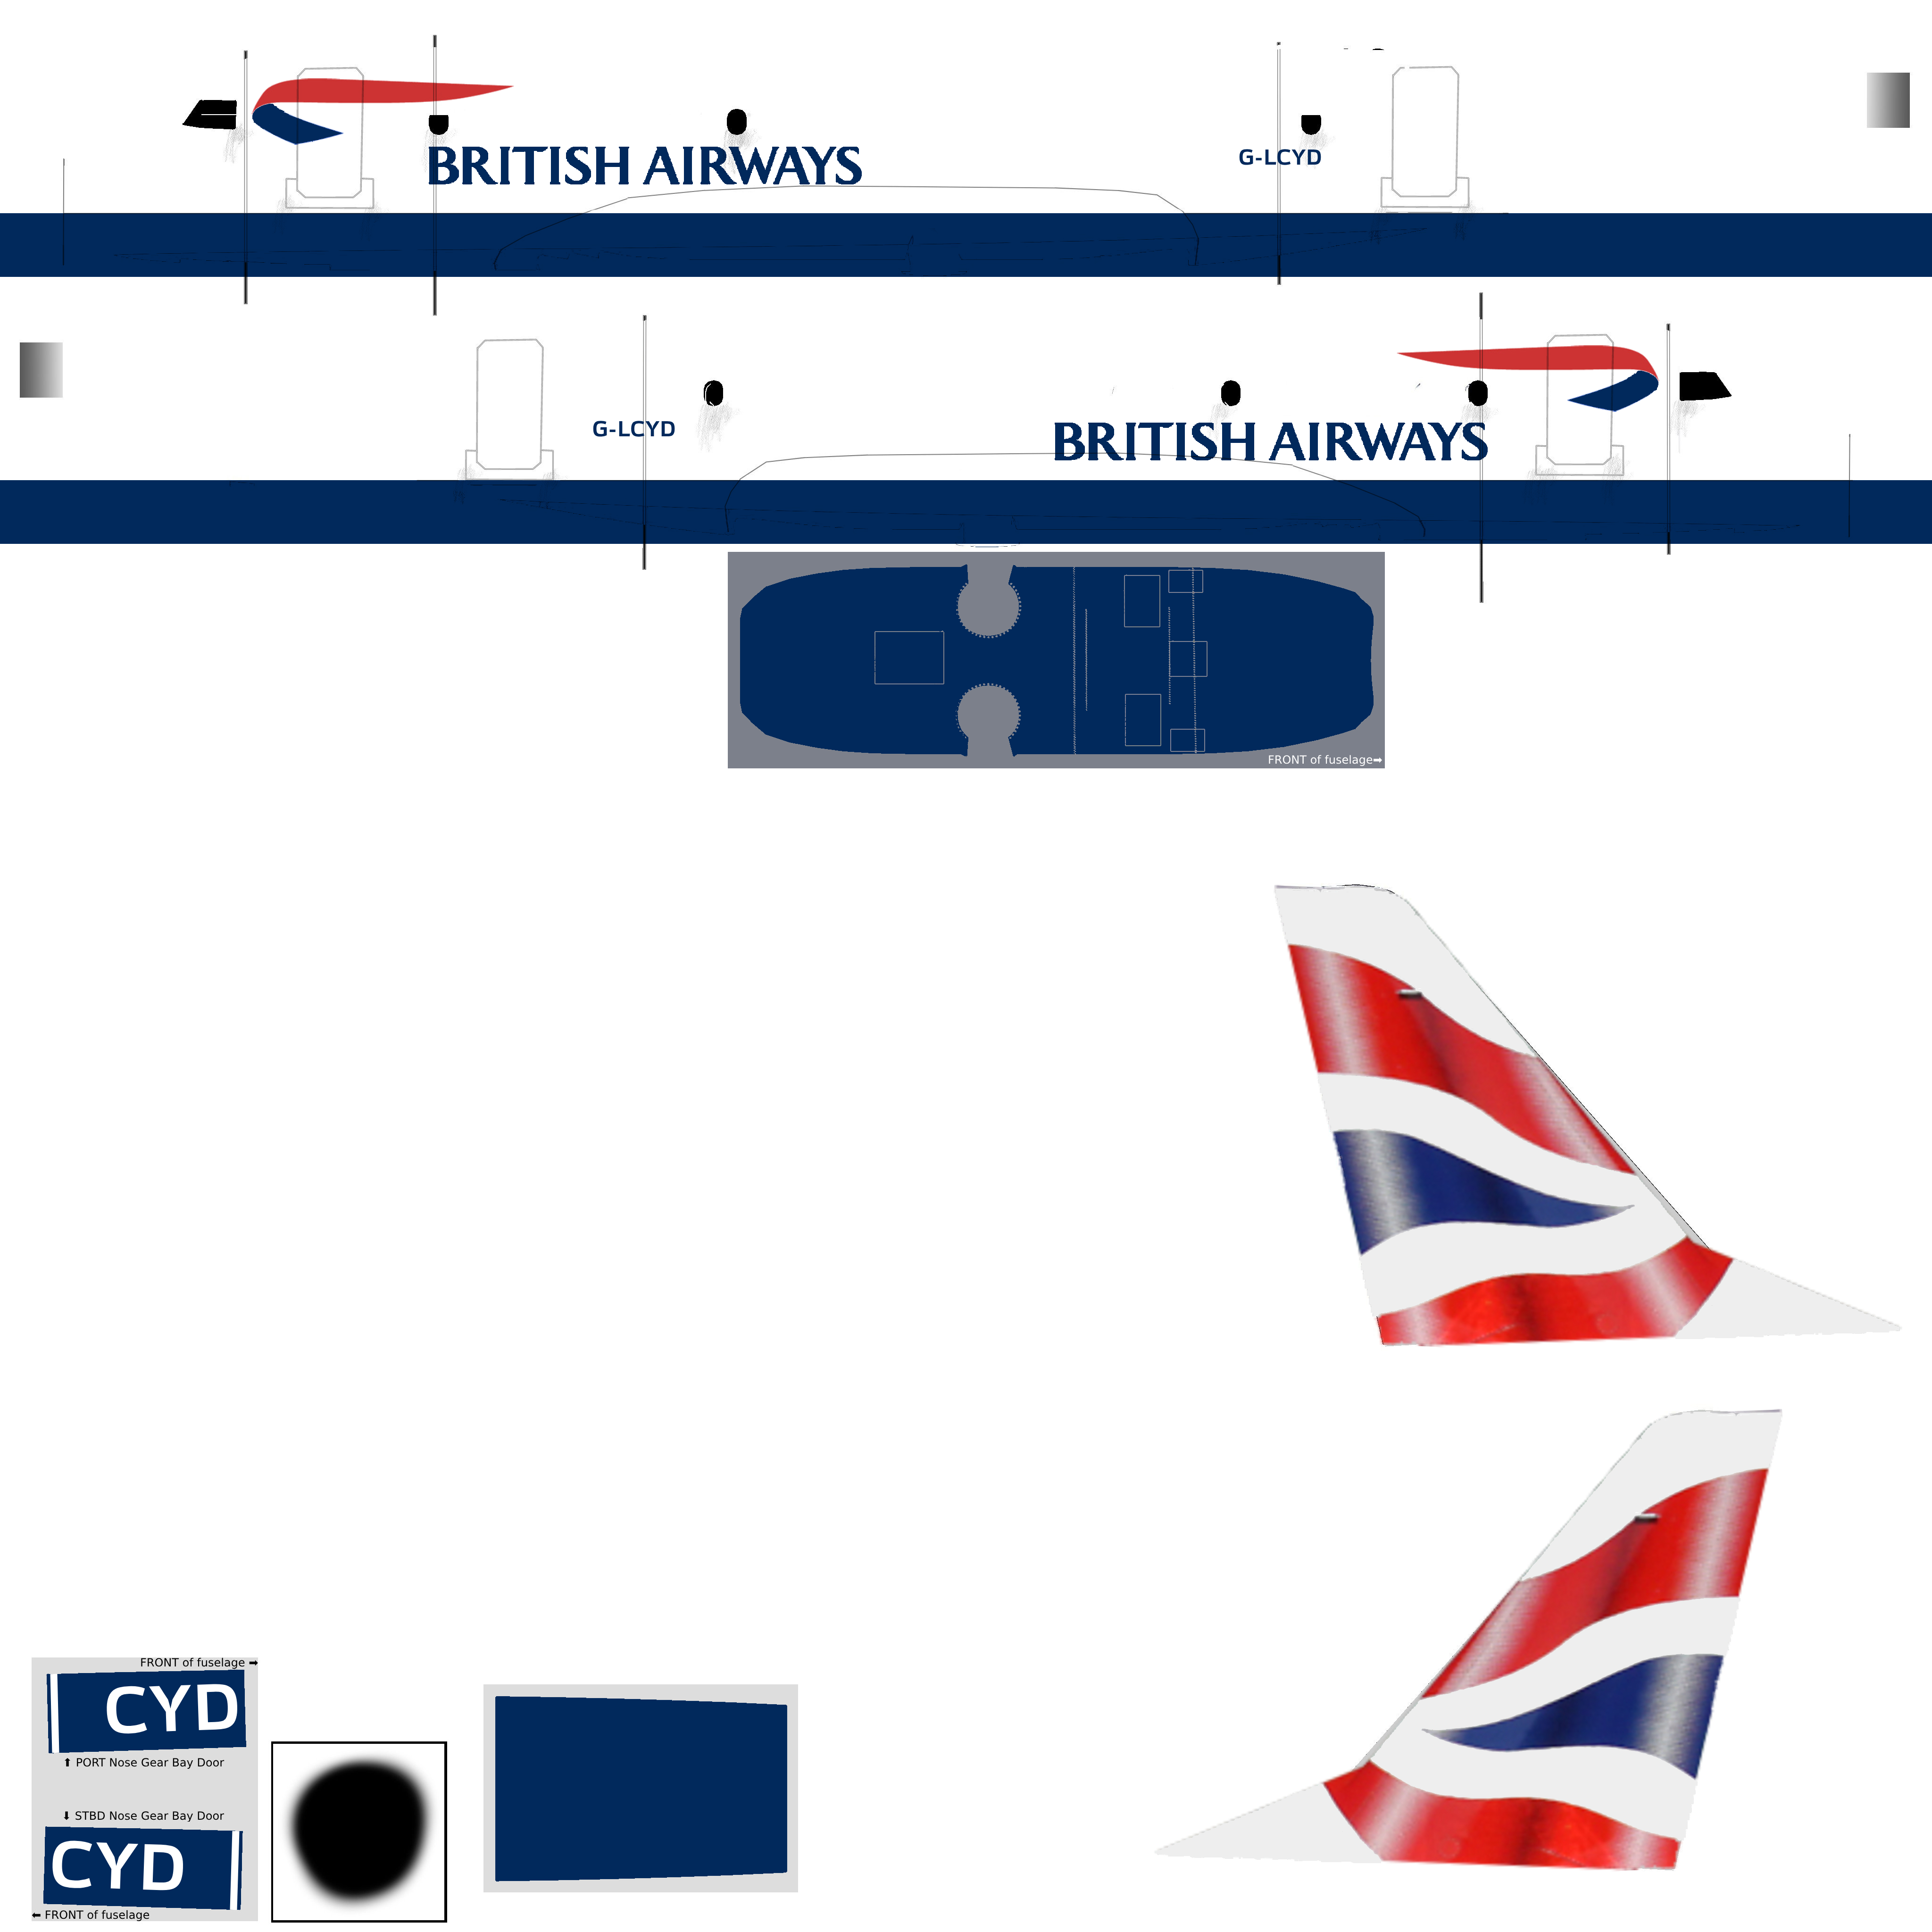 BRITISH AIRWAYS
G-LCYD
G-LCYD
BRITISH AIRWAYS
FRONT of fuselage➡
FRONT of fuselage ➡
CYD
⬆ PORT Nose Gear Bay Door
⬇ STBD Nose Gear Bay Door
CYD
⬅ FRONT of fuselage